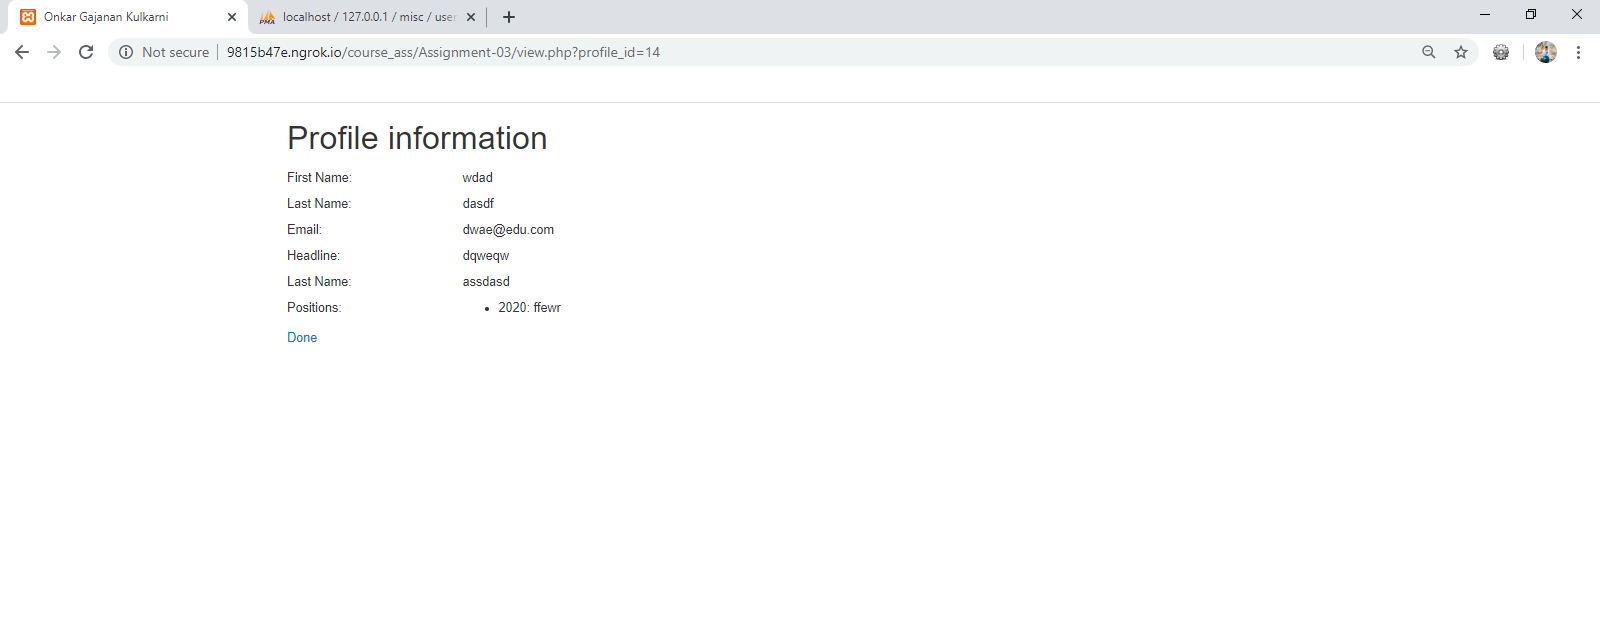 Onkar Gajanan Kulkarni
PMA localhost / 127.0.0.1 / misc / user
Not secure 9815b47e.ngrok.io/course_ass/Assignment-03/view.php?profile_id=14
Profile information
First Name: wdad
Last Name: dasdf
Email: dwae@edu.com
Headline: dqweqw
Last Name: assdasd
Positions: • 2020: ffewr
Done